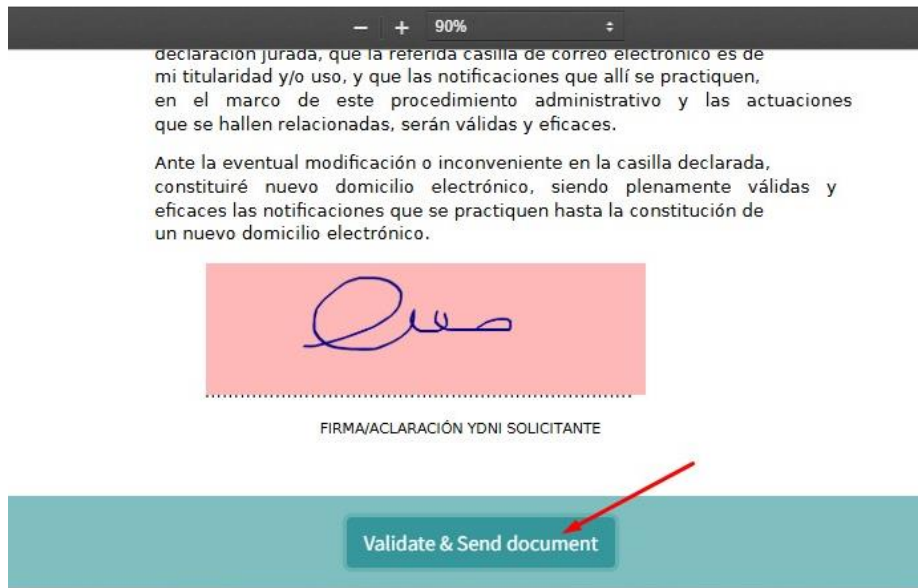 − + 90%
declaración jurada, que la referida casilla de correo electrónico es de
mi titularidad y/o uso, y que las notificaciones que allí se practiquen,
en el marco de este procedimiento administrativo y las actuaciones
que se hallen relacionadas, serán válidas y eficaces.
Ante la eventual modificación o inconveniente en la casilla declarada,
constituiré nuevo domicilio electrónico, siendo plenamente válidas y
eficaces las notificaciones que se practiquen hasta la constitución de
un nuevo domicilio electrónico.
FIRMA/ACLARACIÓN YDNI SOLICITANTE
Validate & Send document